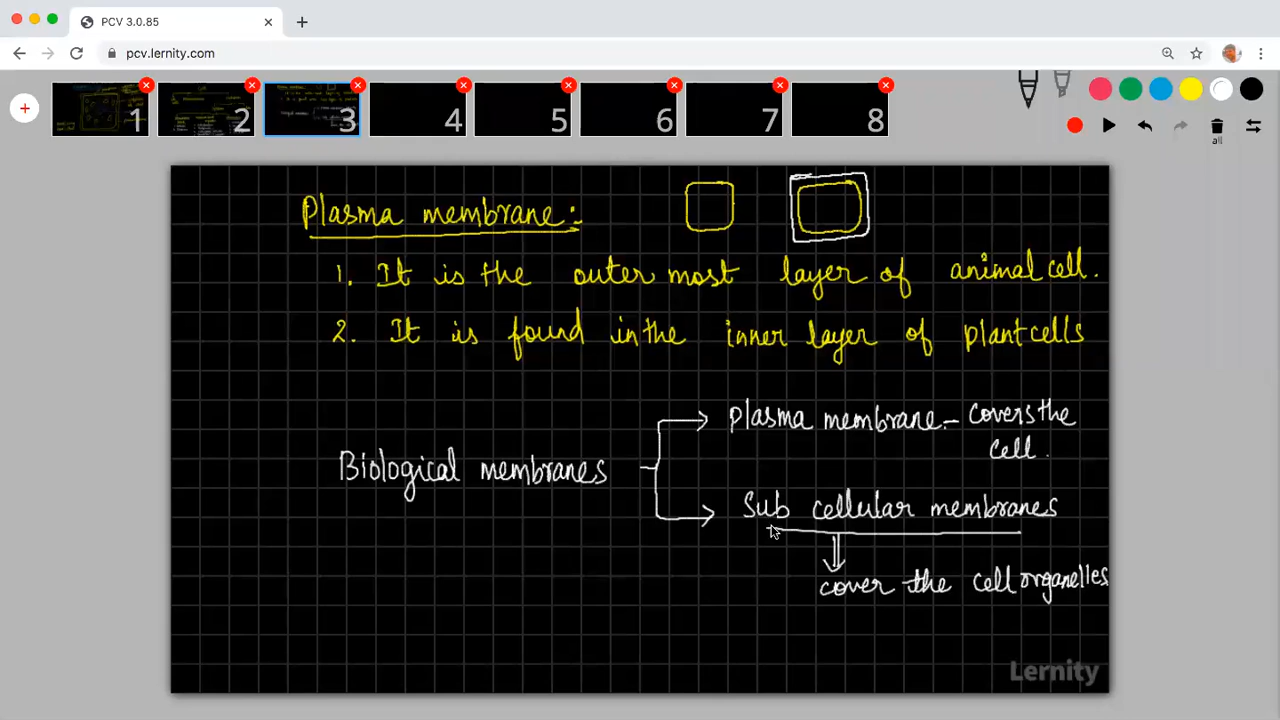 PCV 3.0.85
pcv.lernity.com
1 2 3 4 5 6 7 8
all
Plasma membrane:
1. It is the outer most layer of animal cell.
2. It is found in the inner layer of plant cells
Plasma membrane - covers the
cell.
Biological membranes
Sub cellular membranes
cover the cell organelles
Lernity